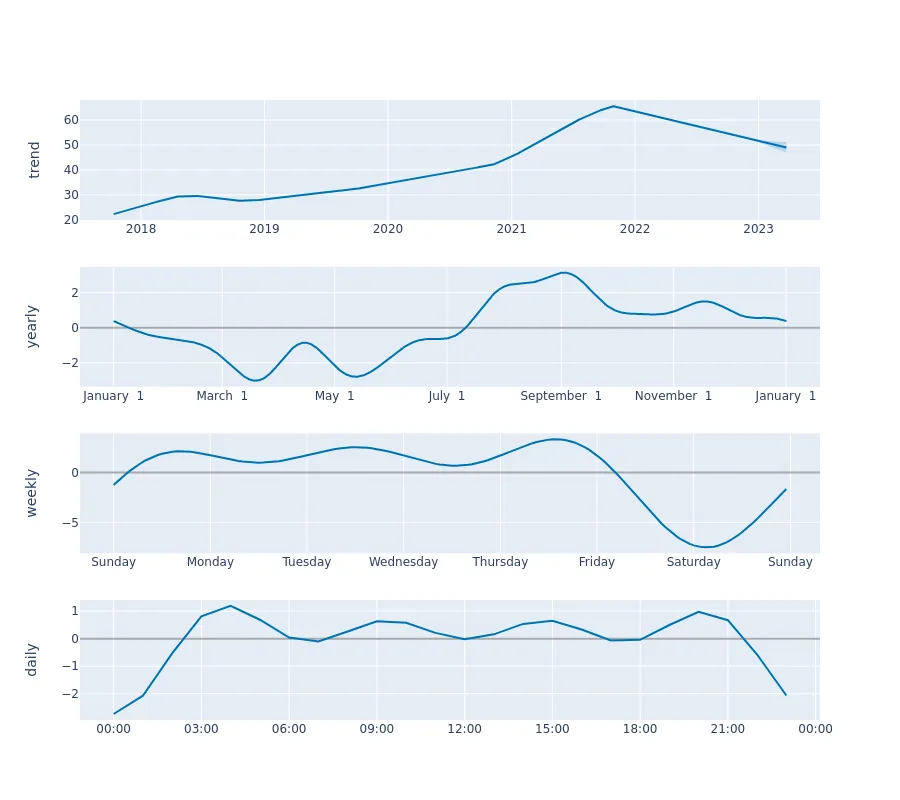 trend
60
50
40
30
20
2018 2019 2020 2021 2022 2023
yearly
2
0
−2
January 1 March 1 May 1 July 1 September 1 November 1 January 1
weekly
0
−5
Sunday Monday Tuesday Wednesday Thursday Friday Saturday Sunday
daily
1
0
−1
−2
00:00 03:00 06:00 09:00 12:00 15:00 18:00 21:00 00:00